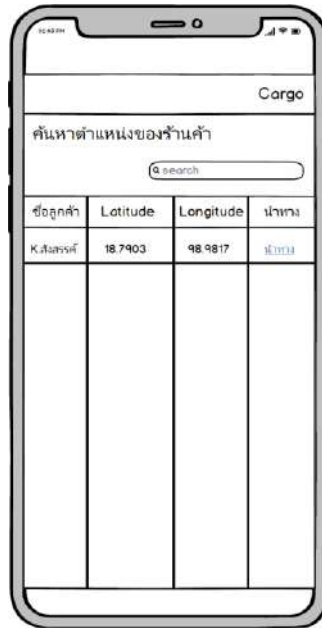 Cargo
ค้นหาตำแหน่งของร้านค้า
search
ชื่อลูกค้า Latitude Longitude นำทาง
K.สังสรรค์ 18.7903 98.9817 นำทาง